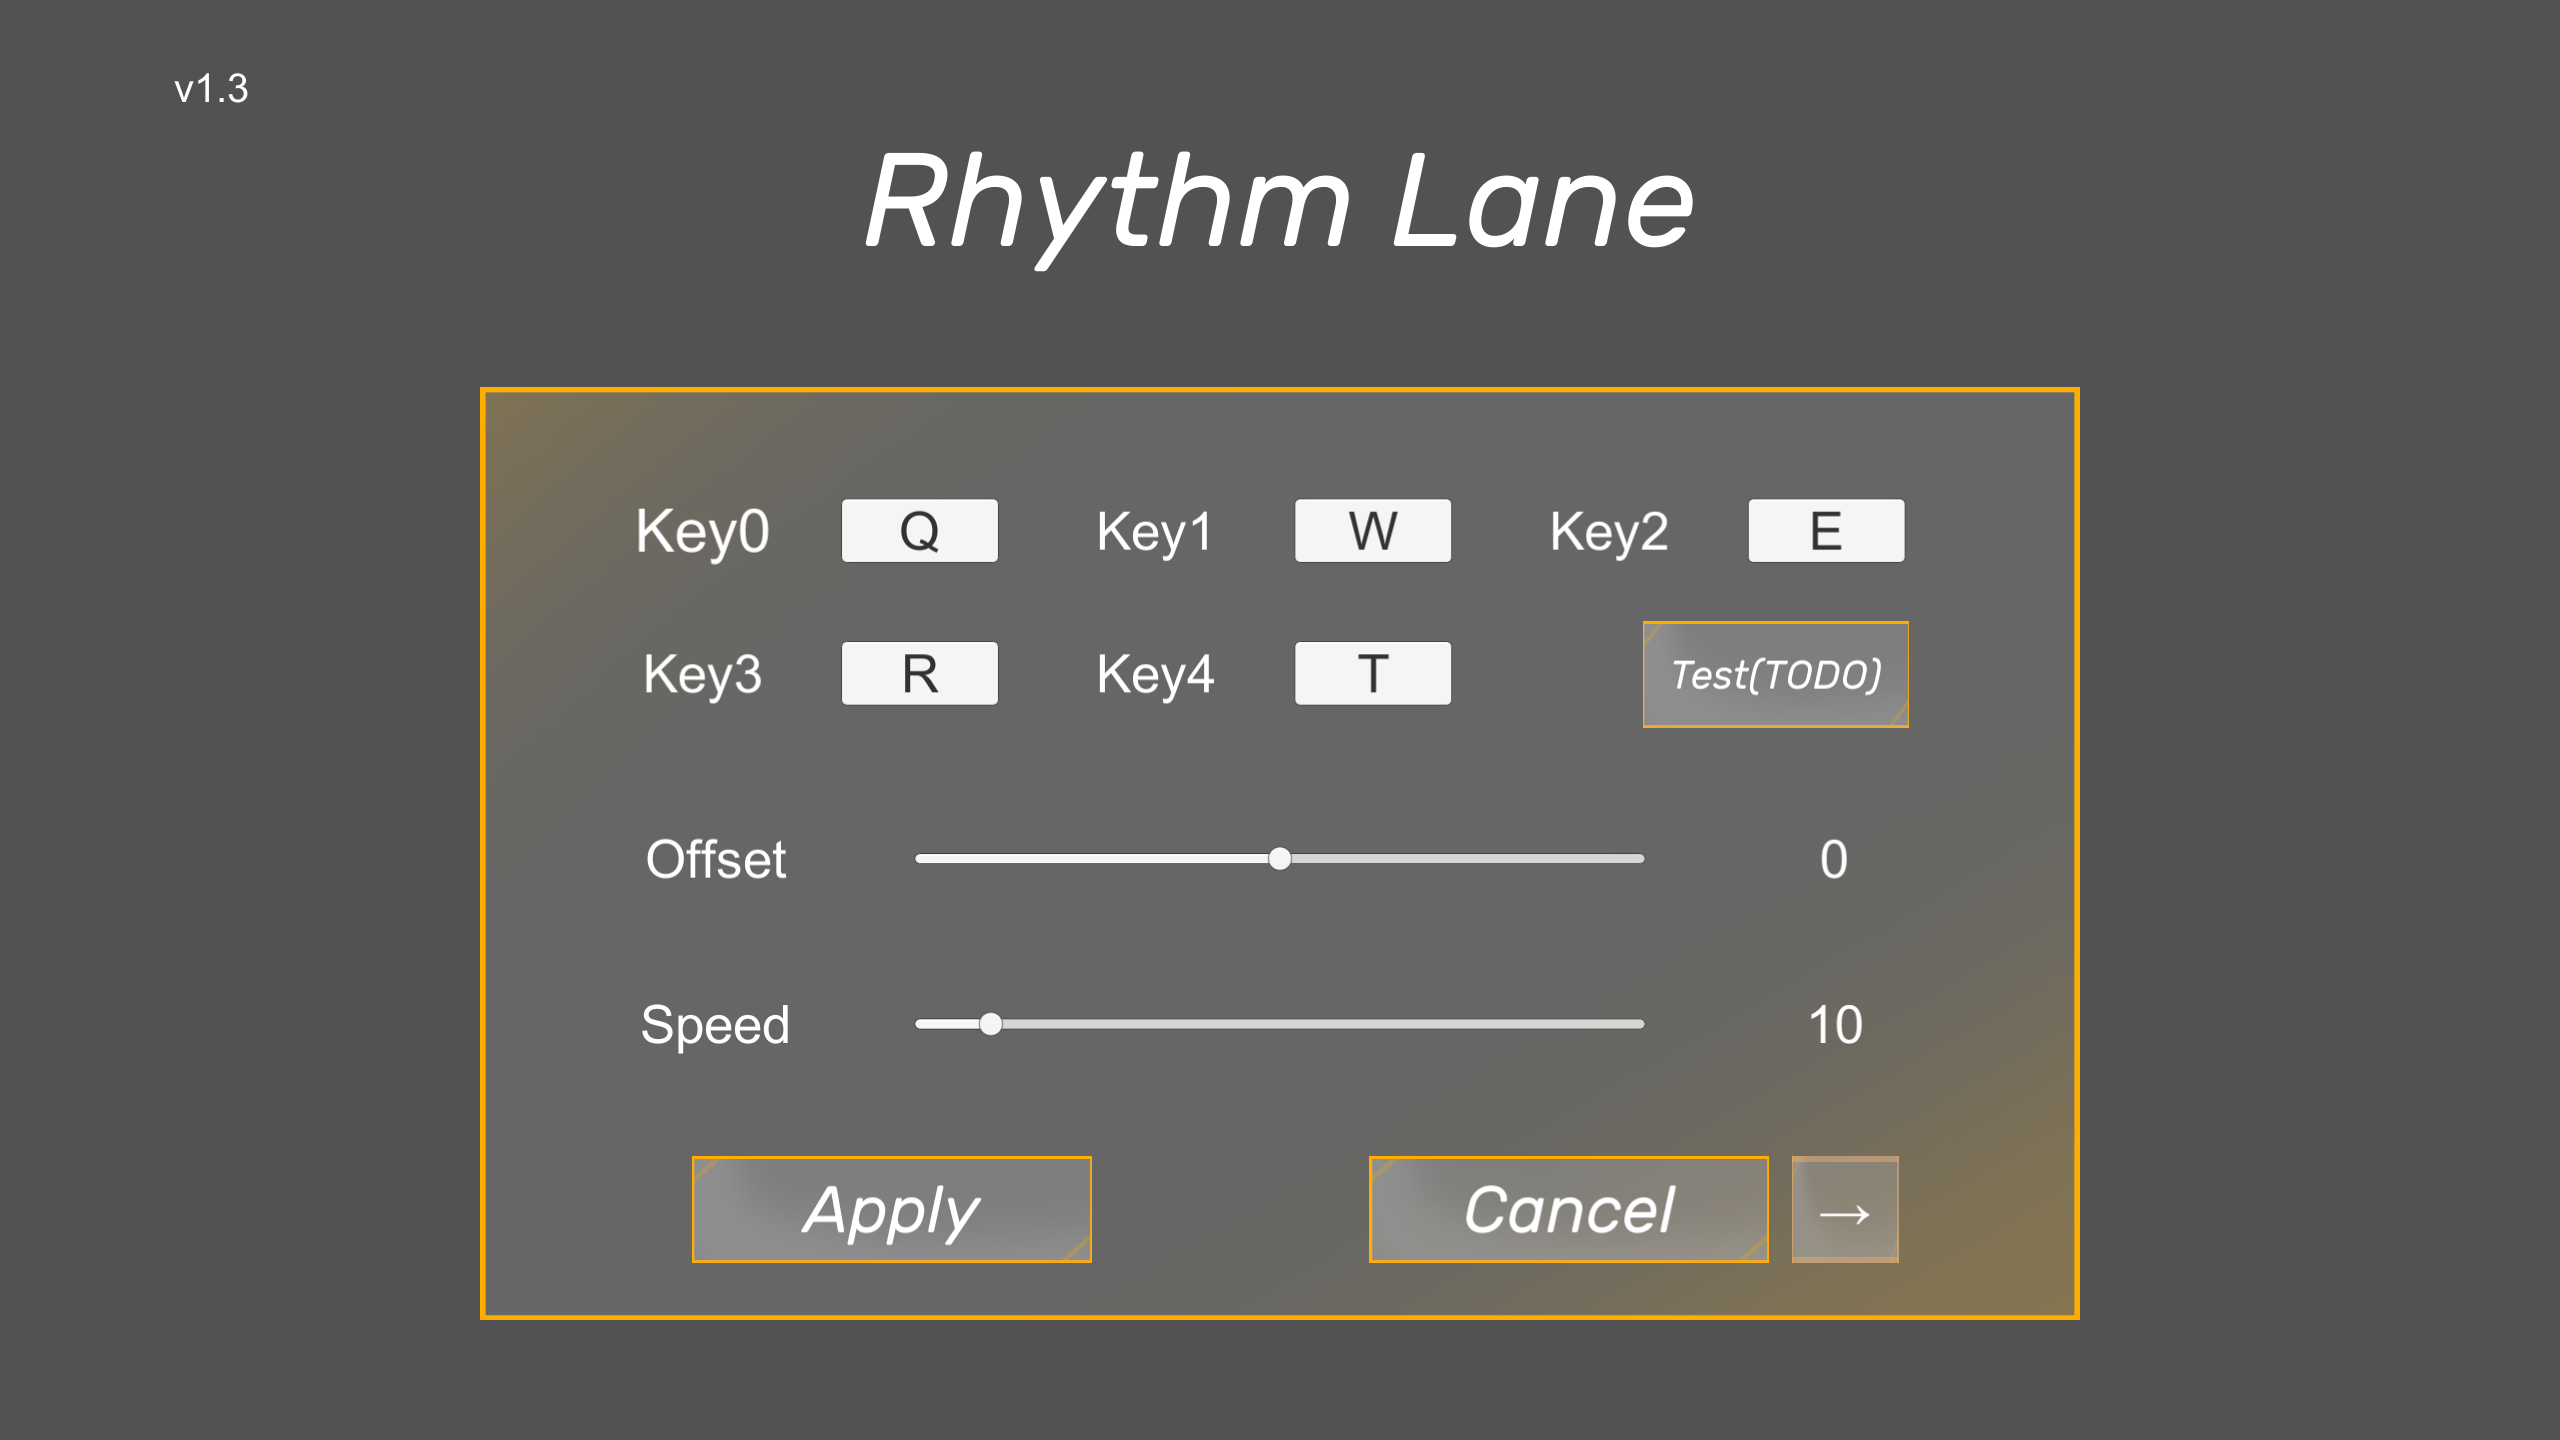 v1.3
Rhythm Lane
Key0 Q Key1 W Key2 E
Key3 R Key4 T Test(TODO)
Offset 0
Speed 10
Apply Cancel →